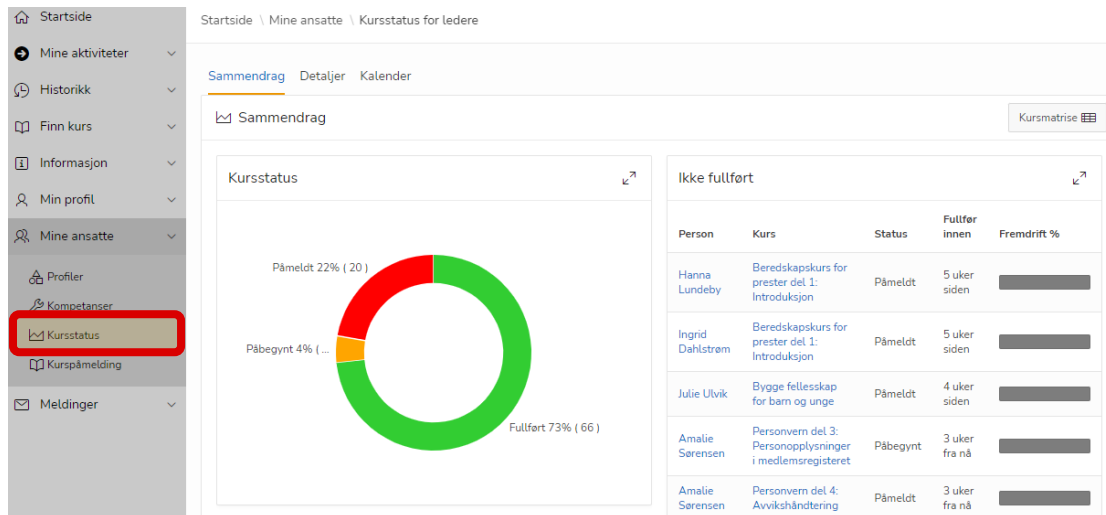 Startside
Mine aktiviteter
Historikk
Finn kurs
Informasjon
Min profil
Mine ansatte
Profiler
Kompetanser
Kursstatus
Kurspåmelding
Meldinger
Startside \ Mine ansatte \ Kursstatus for ledere
Sammendrag Detaljer Kalender
Sammendrag
Kursmatrise
Kursstatus
Påmeldt 22% ( 20 )
Påbegynt 4% ( ...
Fullført 73% ( 66 )
Ikke fullført
Person Kurs Status Fullfør innen Fremdrift %
Hanna Lundeby Beredskapskurs for prester del 1: Introduksjon Påmeldt 5 uker siden
Ingrid Dahlstrøm Beredskapskurs for prester del 1: Introduksjon Påmeldt 5 uker siden
Julie Ulvik Bygge fellesskap for barn og unge Påmeldt 4 uker siden
Amalie Sørensen Personvern del 3: Personopplysninger i medlemsregisteret Påbegynt 3 uker fra nå
Amalie Sørensen Personvern del 4: Avvikshåndtering Påmeldt 3 uker fra nå